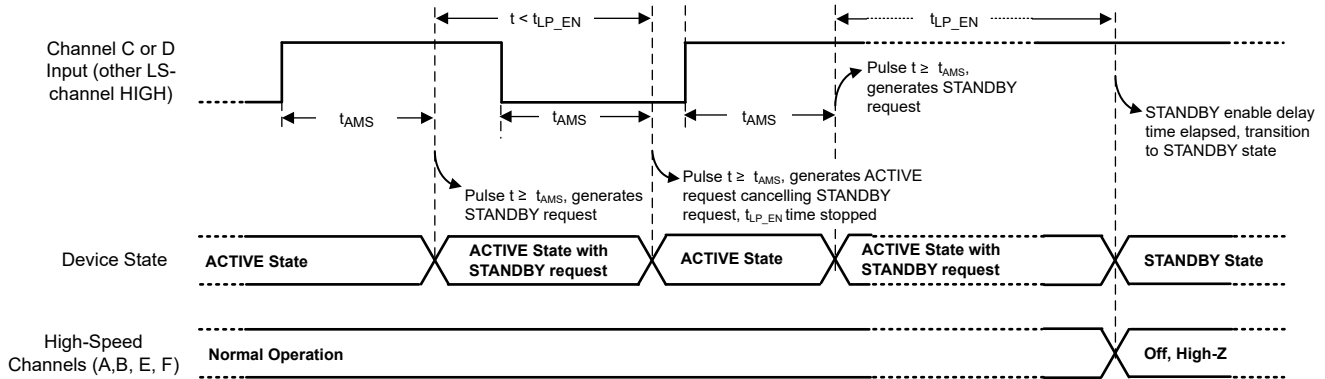 t < tLP_EN
tLP_EN
Channel C or D
Input (other LS-
channel HIGH)
tAMS
tAMS
tAMS
Pulse t ≥ tAMS,
generates STANDBY
request
STANDBY enable delay
time elapsed, transition
to STANDBY state
Pulse t ≥ tAMS, generates
STANDBY request
Pulse t ≥ tAMS, generates ACTIVE
request cancelling STANDBY
request, tLP_EN time stopped
Device State
ACTIVE State
ACTIVE State with
STANDBY request
ACTIVE State
ACTIVE State with
STANDBY request
STANDBY State
High-Speed
Channels (A,B, E, F)
Normal Operation
Off, High-Z